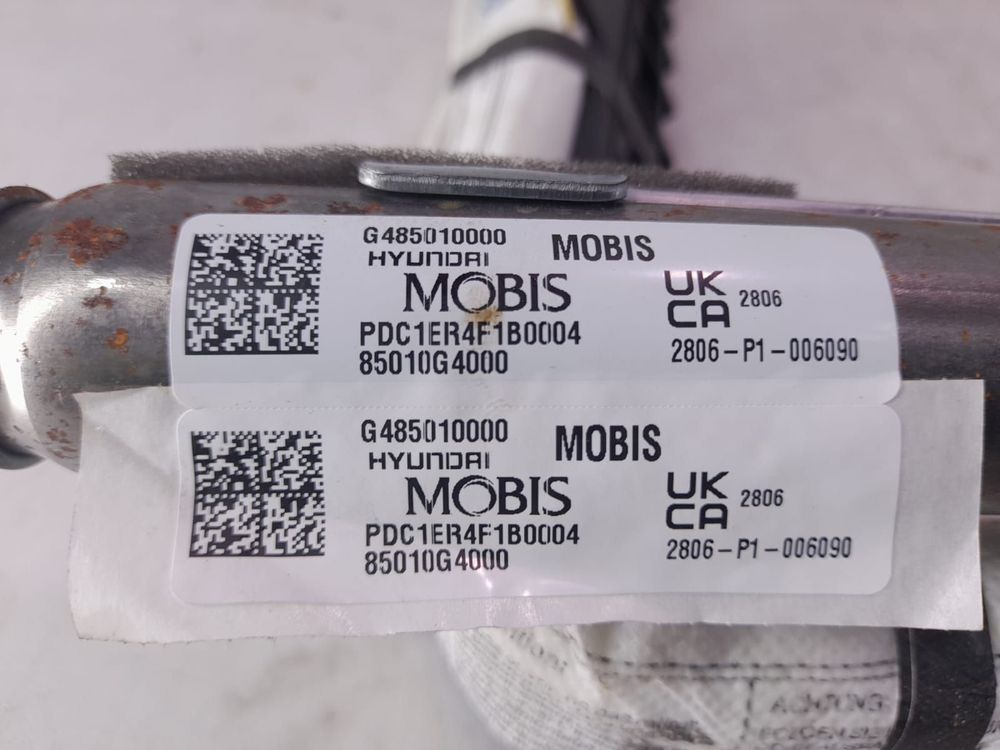 G485010000
HYUNDAI
MOBIS
MOBIS
PDC1ER4F1B0004
85010G4000
UK
CA 2806
2806-P1-006090
G485010000
HYUNDAI
MOBIS
MOBIS
PDC1ER4F1B0004
85010G4000
UK
CA 2806
2806-P1-006090
ACHTUNG